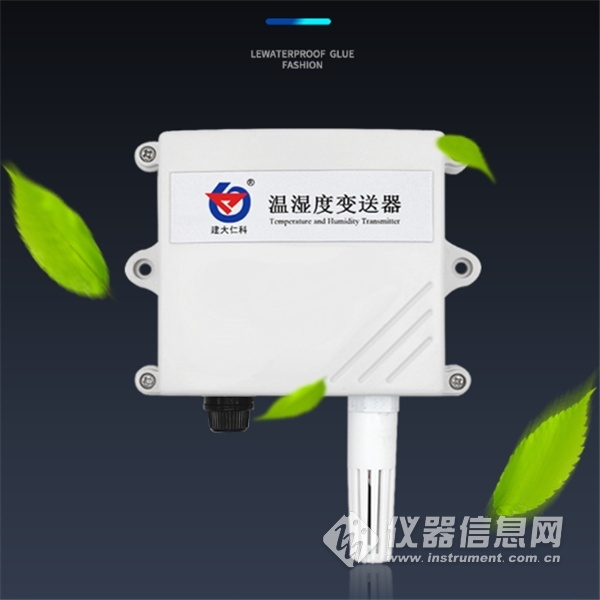 LEWATERPROOF GLUE
FASHION
®
建大仁科
温湿度变送器
Temperature and Humidity Transmitter
仪器信息网
www.instrument.com.cn